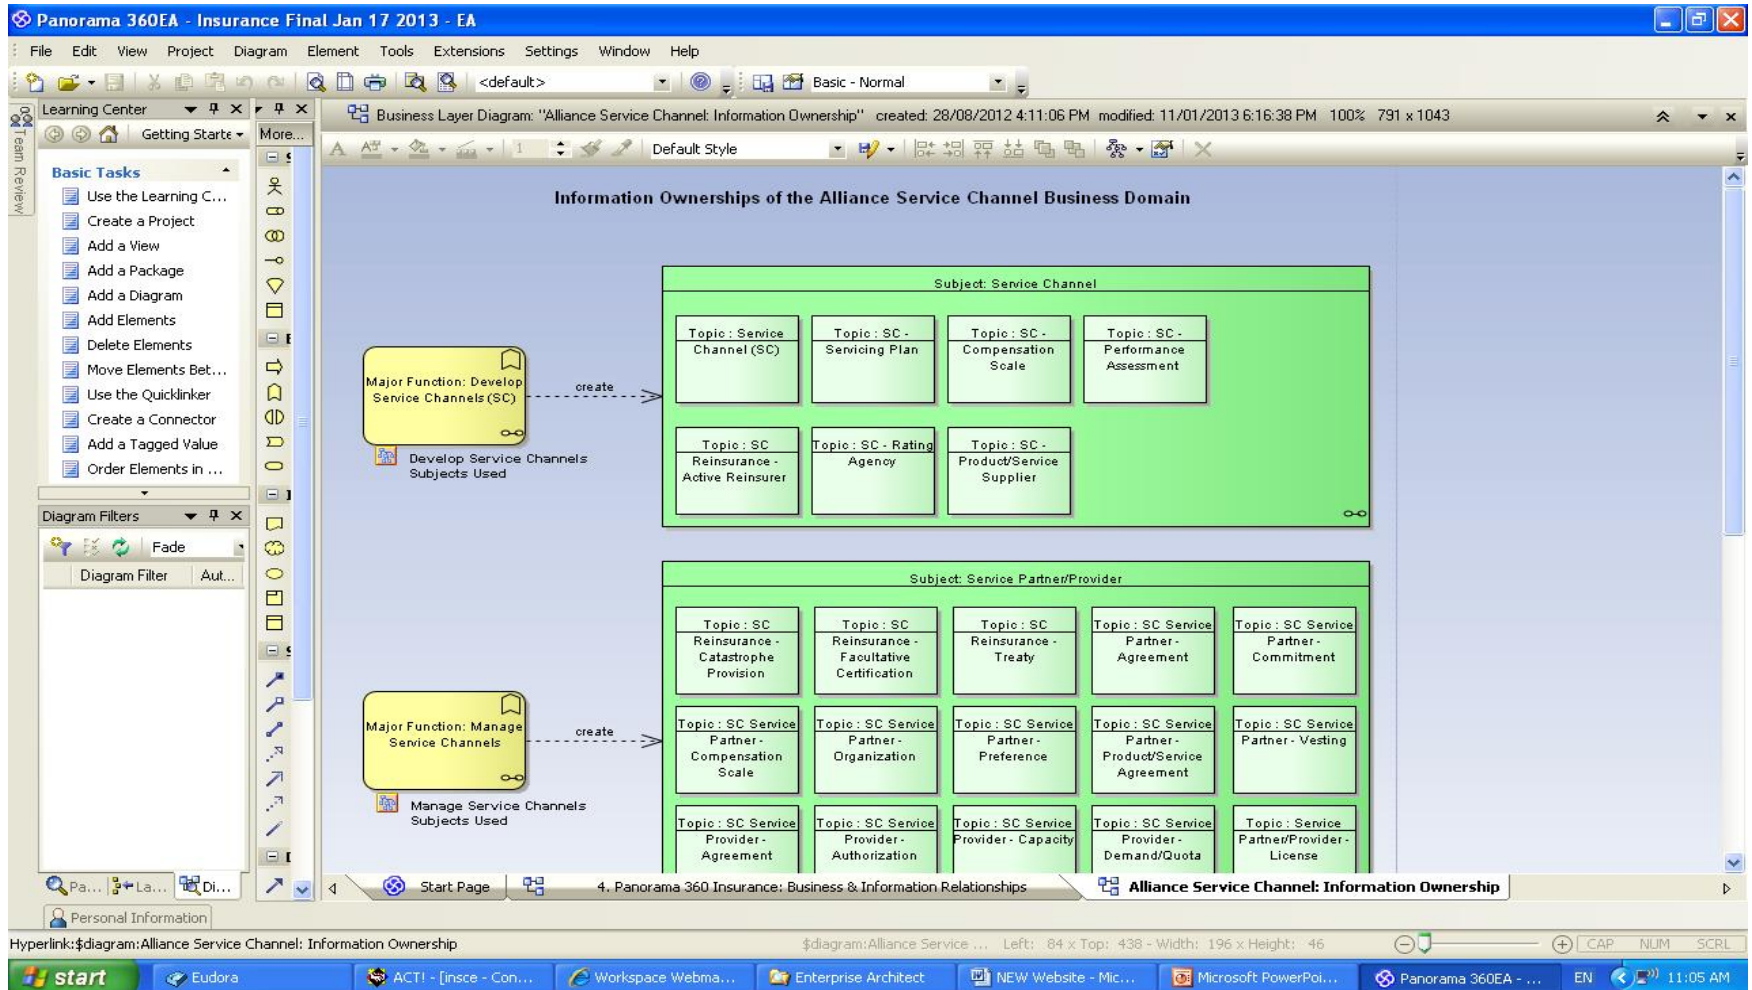 Panorama 360EA - Insurance Final Jan 17 2013 - EA
File Edit View Project Diagram Element Tools Extensions Settings Window Help
<default>
Basic - Normal
Team Review
Learning Center
Getting Starte
More...
Business Layer Diagram: "Alliance Service Channel: Information Ownership" created: 28/08/2012 4:11:06 PM modified: 11/01/2013 6:16:38 PM 100% 791 x 1043
1
Default Style
Basic Tasks
Use the Learning C...
Create a Project
Add a View
Add a Package
Add a Diagram
Add Elements
Delete Elements
Move Elements Bet...
Use the Quicklinker
Create a Connector
Add a Tagged Value
Order Elements in ...
Diagram Filters
Fade
Diagram Filter Aut...
Pa... La... Di...
Personal Information
Information Ownerships of the Alliance Service Channel Business Domain
Major Function: Develop
Service Channels (SC)
create
Develop Service Channels
Subjects Used
Subject: Service Channel
Topic : Service
Channel (SC)
Topic : SC -
Servicing Plan
Topic : SC -
Compensation
Scale
Topic : SC -
Performance
Assessment
Topic : SC
Reinsurance -
Active Reinsurer
Topic : SC - Rating
Agency
Topic : SC -
Product/Service
Supplier
Major Function: Manage
Service Channels
create
Manage Service Channels
Subjects Used
Subject: Service Partner/Provider
Topic : SC
Reinsurance -
Catastrophe
Provision
Topic : SC
Reinsurance -
Facultative
Certification
Topic : SC
Reinsurance -
Treaty
Topic : SC Service
Partner -
Agreement
Topic : SC Service
Partner -
Commitment
Topic : SC Service
Partner -
Compensation
Scale
Topic : SC Service
Partner -
Organization
Topic : SC Service
Partner -
Preference
Topic : SC Service
Partner -
Product/Service
Agreement
Topic : SC Service
Partner - Vesting
Topic : SC Service
Provider -
Agreement
Topic : SC Service
Provider -
Authorization
Topic : SC Service
Provider - Capacity
Topic : SC Service
Provider -
Demand/Quota
Topic : Service
Partner/Provider -
License
Start Page
4. Panorama 360 Insurance: Business & Information Relationships
Alliance Service Channel: Information Ownership
Hyperlink:$diagram:Alliance Service Channel: Information Ownership
$diagram:Alliance Service ... Left: 84 x Top: 438 - Width: 196 x Height: 46
CAP NUM SCRL
start
Eudora
ACT! - [insce - Con...
Workspace Webma...
Enterprise Architect
NEW Website - Mic...
Microsoft PowerPoi...
Panorama 360EA - ...
EN
11:05 AM